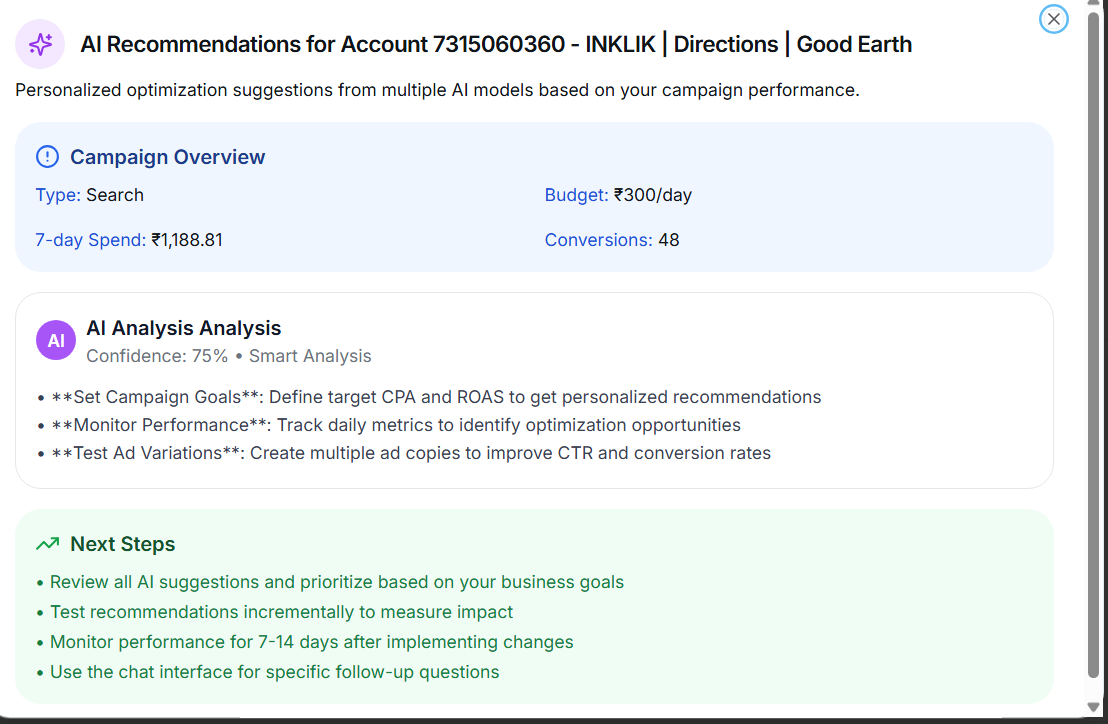 AI Recommendations for Account 7315060360 - INKLIK | Directions | Good Earth
Personalized optimization suggestions from multiple AI models based on your campaign performance.
Campaign Overview
Type: Search
Budget: ₹300/day
7-day Spend: ₹1,188.81
Conversions: 48
AI
AI Analysis Analysis
Confidence: 75% • Smart Analysis
• **Set Campaign Goals**: Define target CPA and ROAS to get personalized recommendations
• **Monitor Performance**: Track daily metrics to identify optimization opportunities
• **Test Ad Variations**: Create multiple ad copies to improve CTR and conversion rates
Next Steps
• Review all AI suggestions and prioritize based on your business goals
• Test recommendations incrementally to measure impact
• Monitor performance for 7-14 days after implementing changes
• Use the chat interface for specific follow-up questions